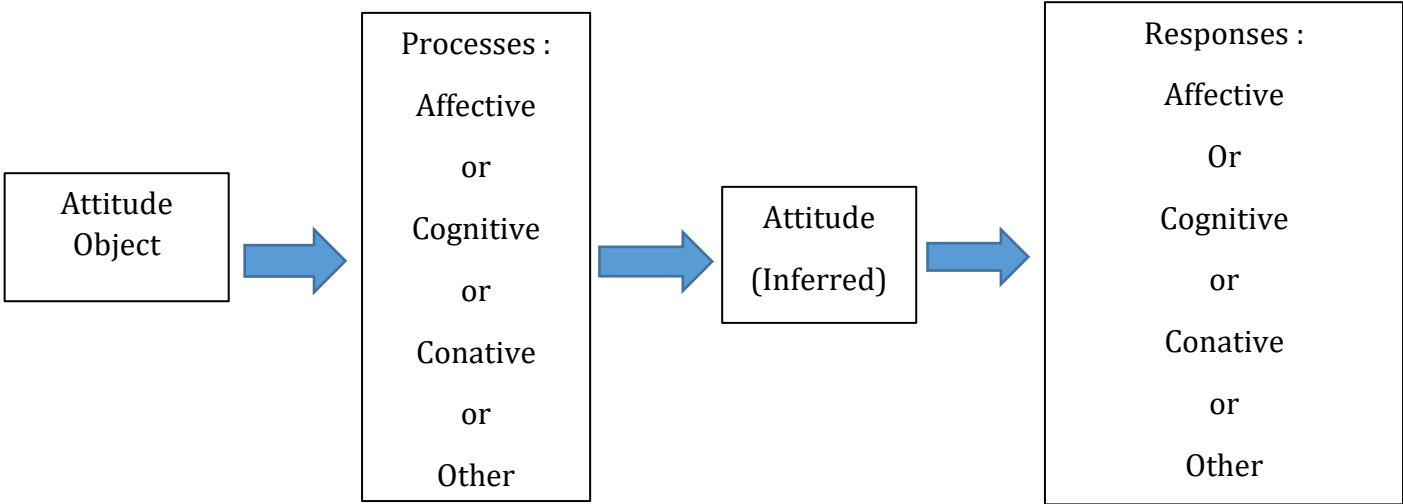 Attitude
Object
Processes :
Affective
or
Cognitive
or
Conative
or
Other
Attitude
(Inferred)
Responses :
Affective
Or
Cognitive
or
Conative
or
Other